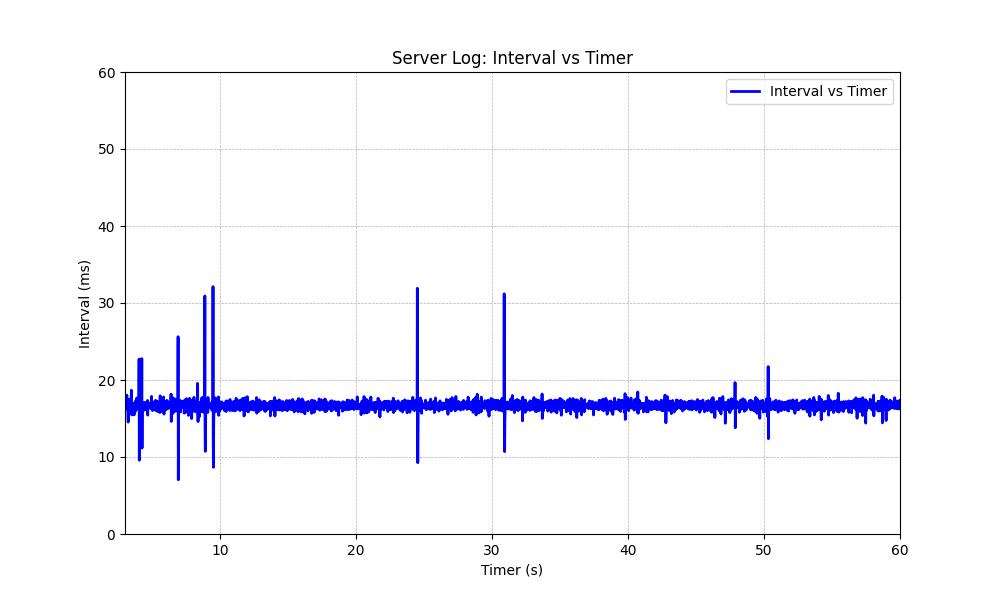 Server Log: Interval vs Timer
Interval vs Timer
60
50
40
30
20
10
0
Interval (ms)
10 20 30 40 50 60
Timer (s)